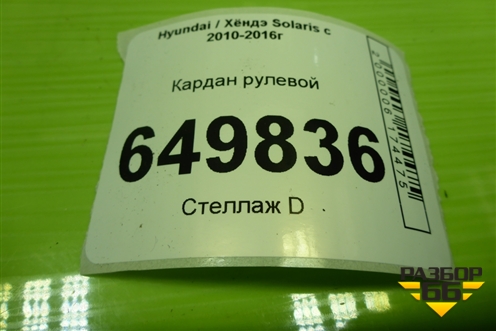 Hyundai / Хёндэ Solaris с
2010-2016г
Кардан рулевой
649836
Стеллаж D
2000006174475
РАЗБОР
66